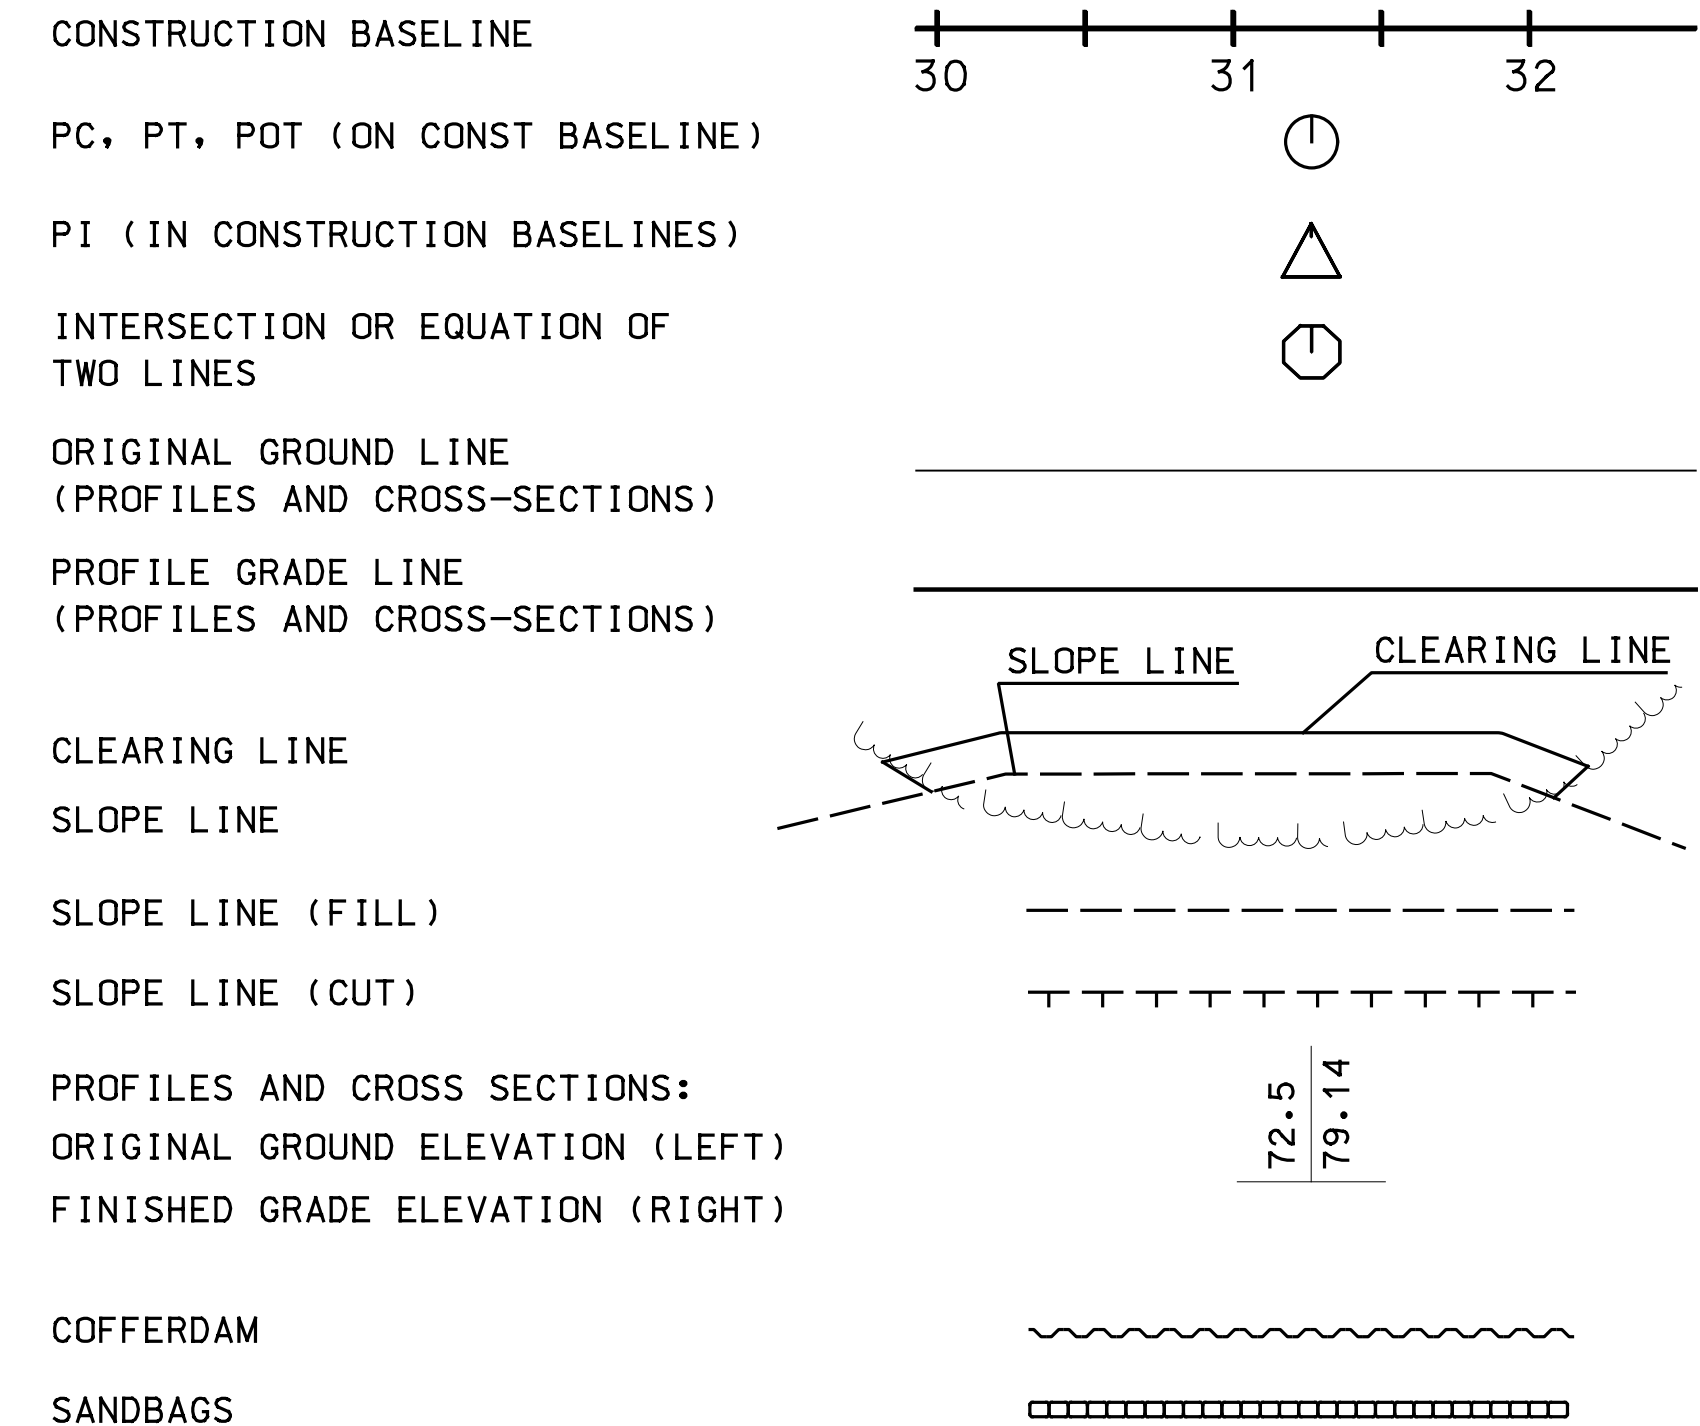 CONSTRUCTION BASELINE
30 31 32
PC, PT, POT (ON CONST BASELINE)
PI (IN CONSTRUCTION BASELINES)
INTERSECTION OR EQUATION OF
TWO LINES
ORIGINAL GROUND LINE
(PROFILES AND CROSS-SECTIONS)
PROFILE GRADE LINE
(PROFILES AND CROSS-SECTIONS)
SLOPE LINE
CLEARING LINE
CLEARING LINE
SLOPE LINE
SLOPE LINE (FILL)
SLOPE LINE (CUT)
PROFILES AND CROSS SECTIONS:
ORIGINAL GROUND ELEVATION (LEFT)
FINISHED GRADE ELEVATION (RIGHT)
72.5
79.14
COFFERDAM
SANDBAGS